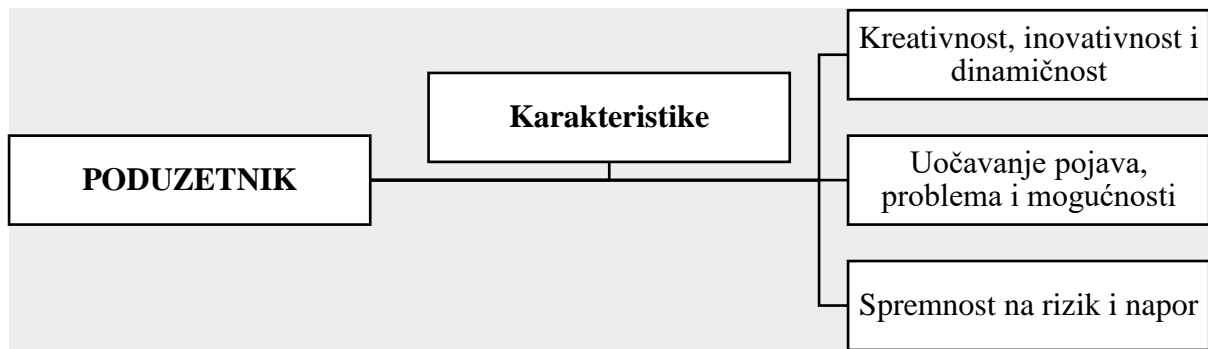 PODUZETNIK
Karakteristike
Kreativnost, inovativnost i
dinamičnost
Uočavanje pojava,
problema i mogućnosti
Spremnost na rizik i napor